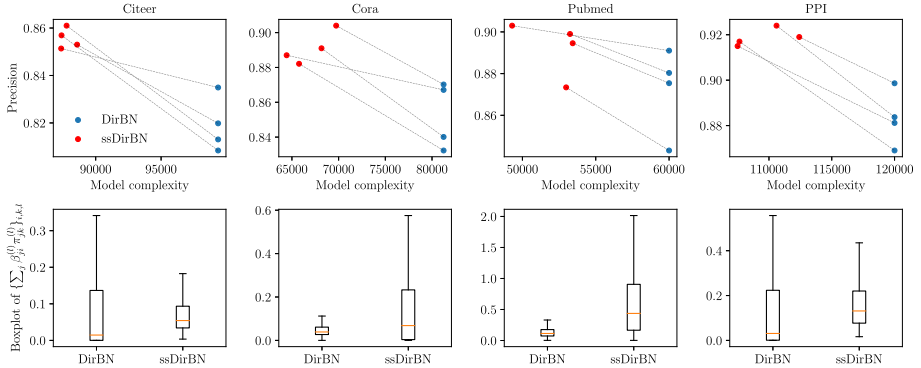 Citeer
Cora
Pubmed
PPI
Precision
0.86
0.84
0.82
DirBN
ssDirBN
90000
95000
Model complexity
0.90
0.88
0.86
0.84
65000
70000
75000
80000
Model complexity
0.90
0.88
0.86
50000
55000
60000
Model complexity
0.92
0.90
0.88
110000
115000
120000
Model complexity
Boxplot of {∑_j β_{ji}^{(l)} π_{jk}^{(l)}}_{i,k,l}
0.3
0.2
0.1
0.0
DirBN
ssDirBN
0.6
0.4
0.2
0.0
DirBN
ssDirBN
2.0
1.5
1.0
0.5
0.0
DirBN
ssDirBN
0.4
0.2
0.0
DirBN
ssDirBN